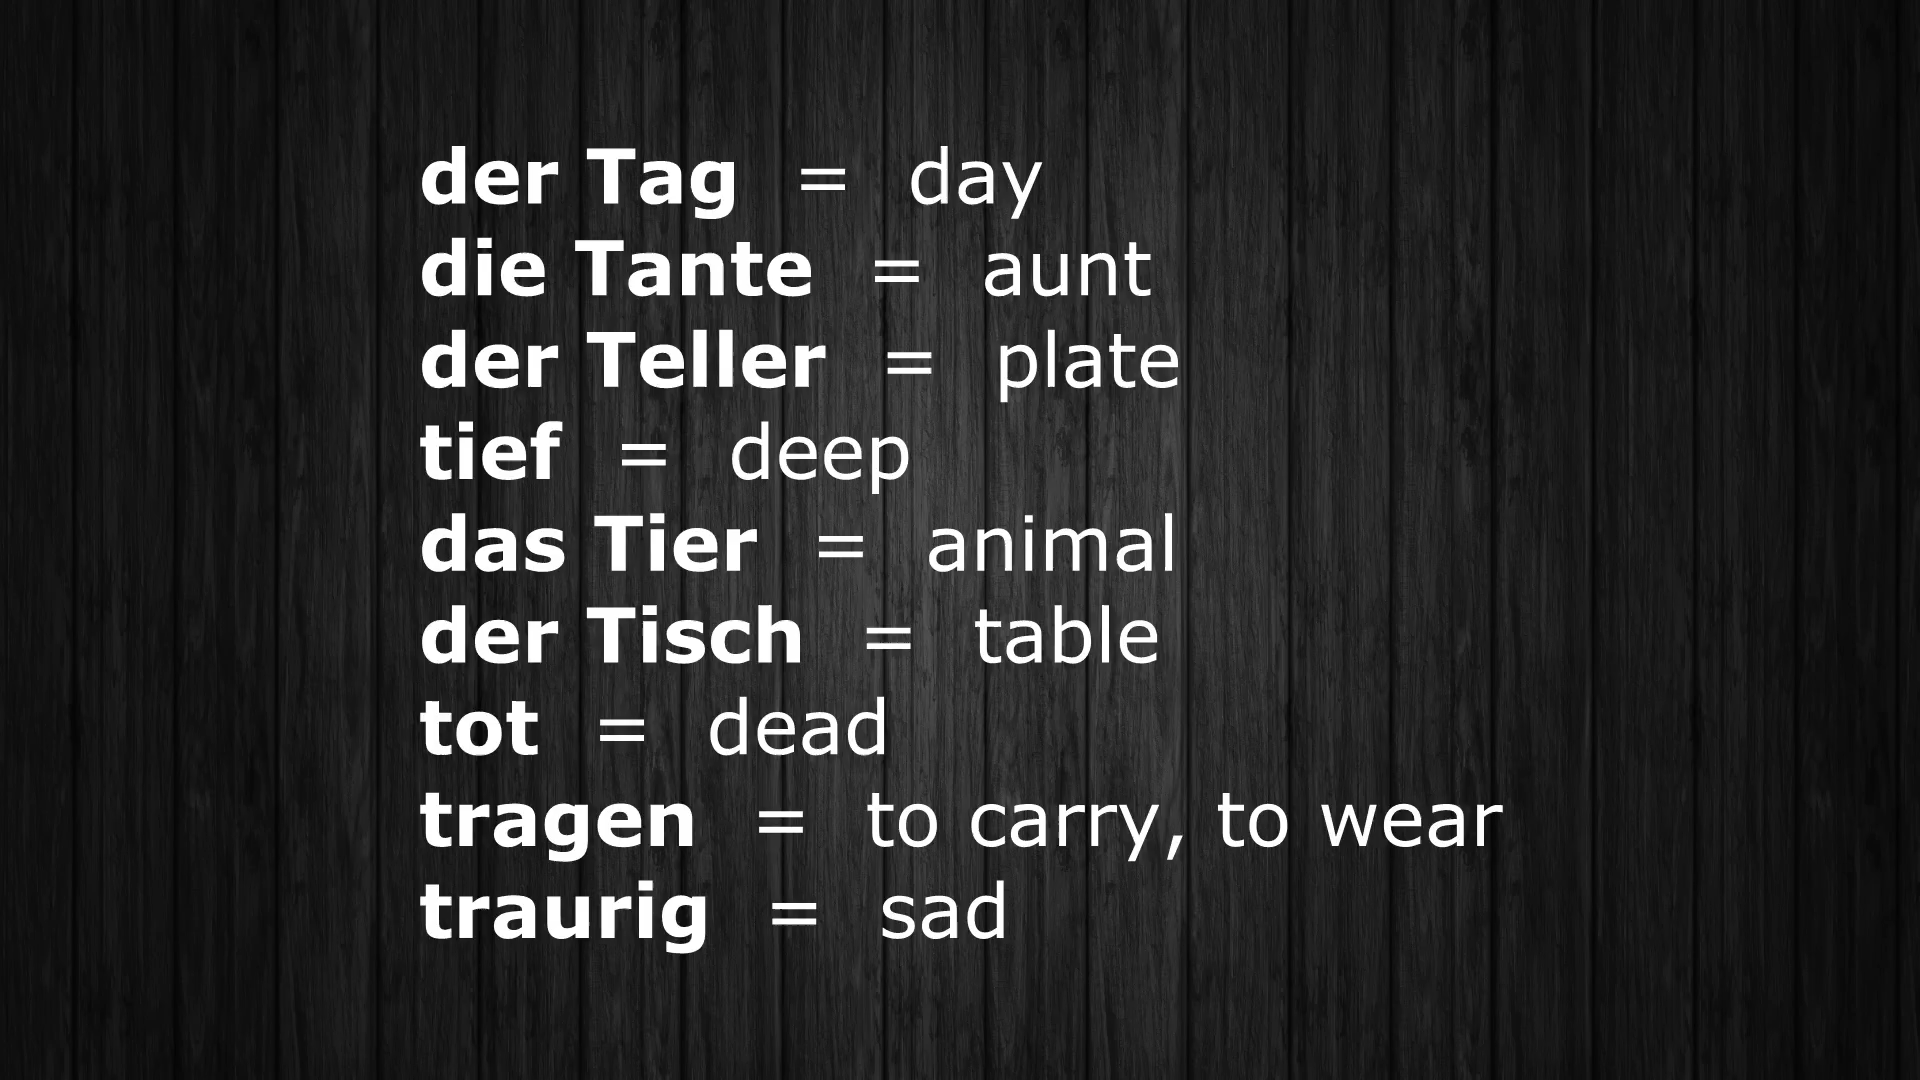 der Tag = day
die Tante = aunt
der Teller = plate
tief = deep
das Tier = animal
der Tisch = table
tot = dead
tragen = to carry, to wear
traurig = sad